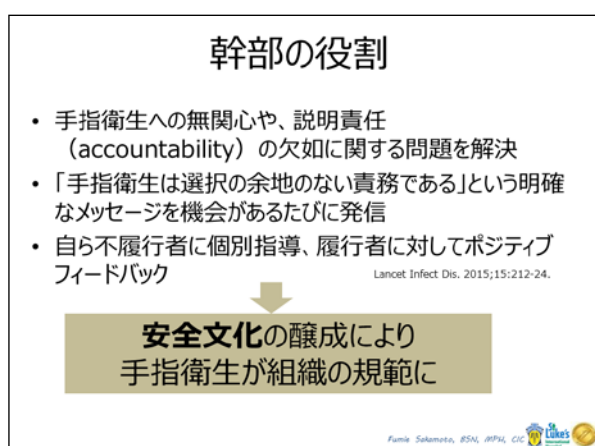 幹部の役割
• 手指衛生への無関心や、説明責任
（accountability）の欠如に関する問題を解決
• 「手指衛生は選択の余地のない責務である」という明確
なメッセージを機会があるたびに発信
• 自ら不履行者に個別指導、履行者に対してポジティブ
フィードバック
Lancet Infect Dis. 2015;15:212-24.
安全文化の醸成により
手指衛生が組織の規範に
Fumie Sakamoto, BSN, MPH, CIC
St. Luke's
International